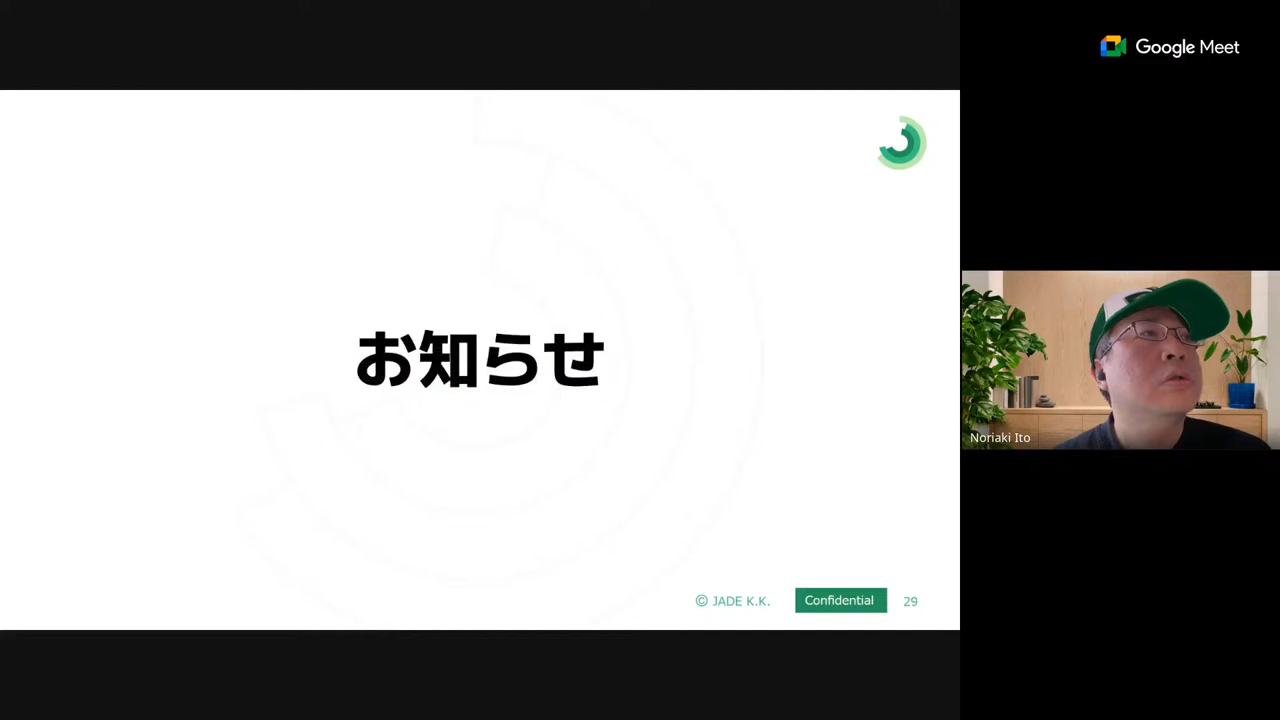 Google Meet
お知らせ
Noriaki Ito
© JADE K.K.
Confidential
29